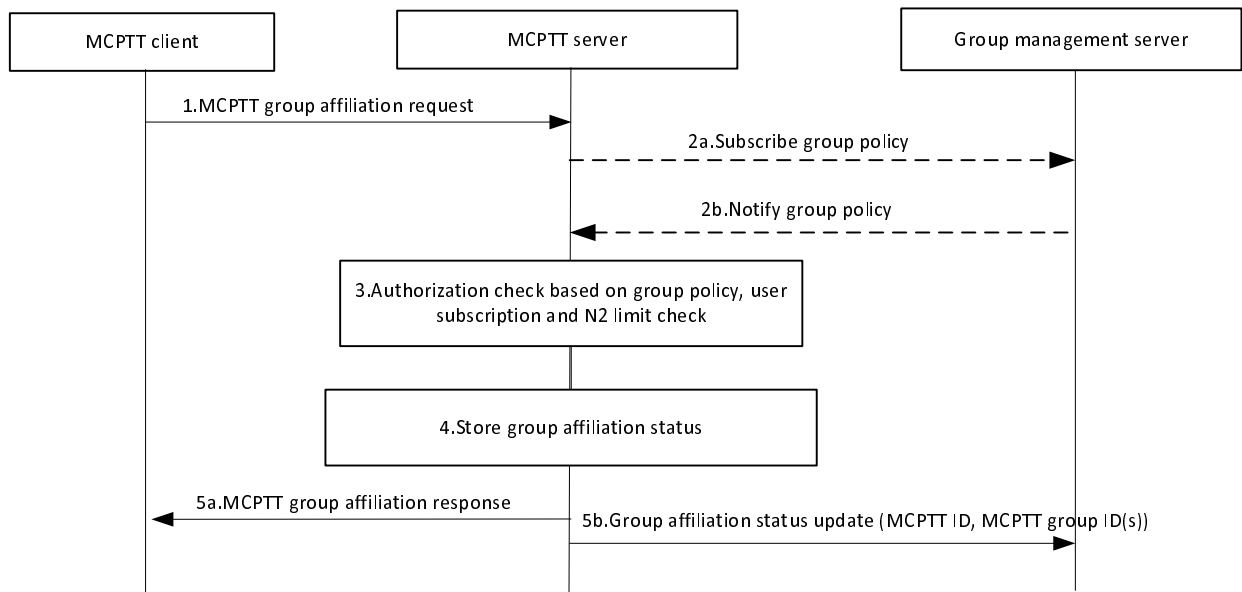 MCPTT client
MCPTT server
Group management server
1.MCPTT group affiliation request
2a.Subscribe group policy
2b.Notify group policy
3.Authorization check based on group policy, user
subscription and N2 limit check
4.Store group affiliation status
5a.MCPTT group affiliation response
5b.Group affiliation status update (MCPTT ID, MCPTT group ID(s))